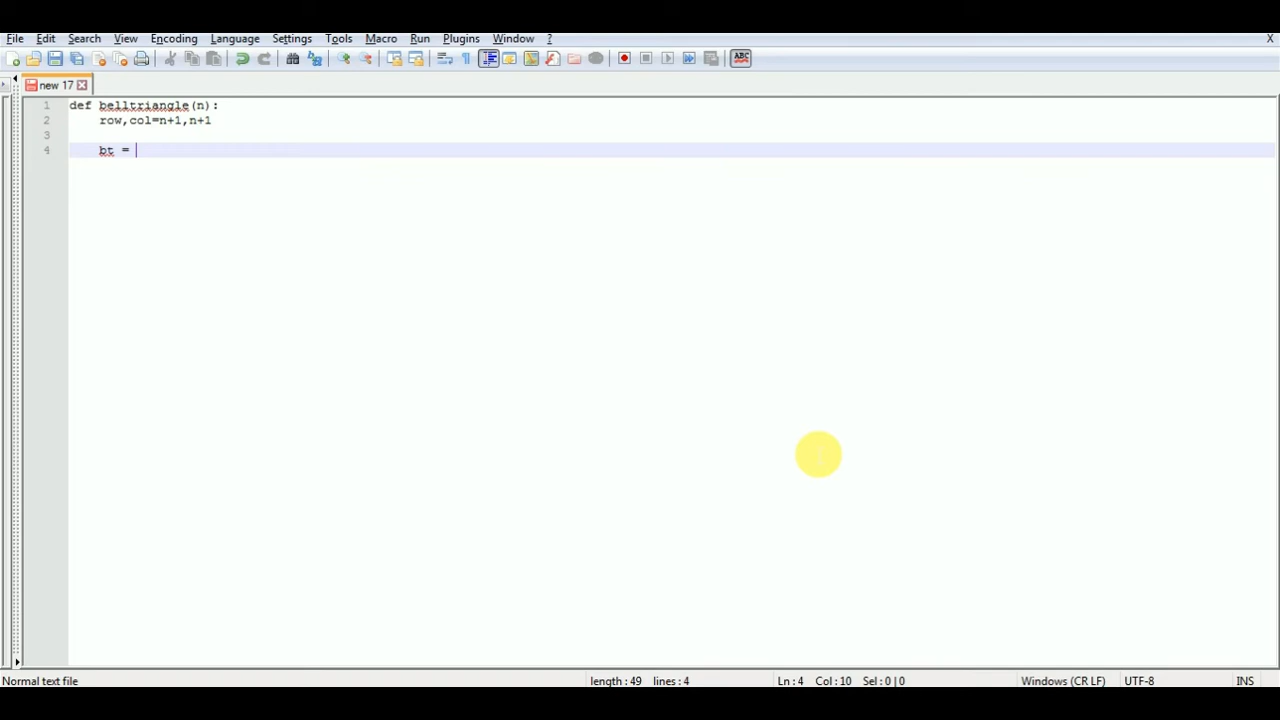 File Edit Search View Encoding Language Settings Tools Macro Run Plugins Window ? X
ABC
new 17
1 def belltriangle(n):
2 row,col=n+1,n+1
3
4 bt =
Normal text file length : 49 lines : 4 Ln : 4 Col : 10 Sel : 0 | 0 Windows (CR LF) UTF-8 INS